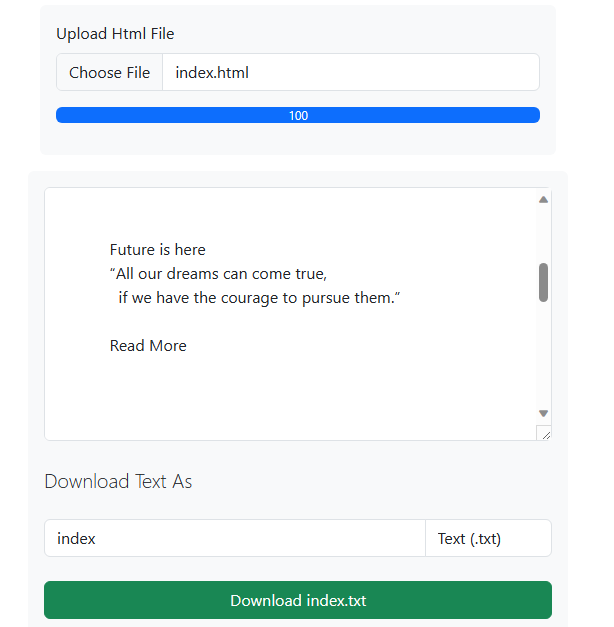 Upload Html File
Choose File index.html
100
Future is here
“All our dreams can come true,
if we have the courage to pursue them.”
Read More
Download Text As
index Text (.txt)
Download index.txt